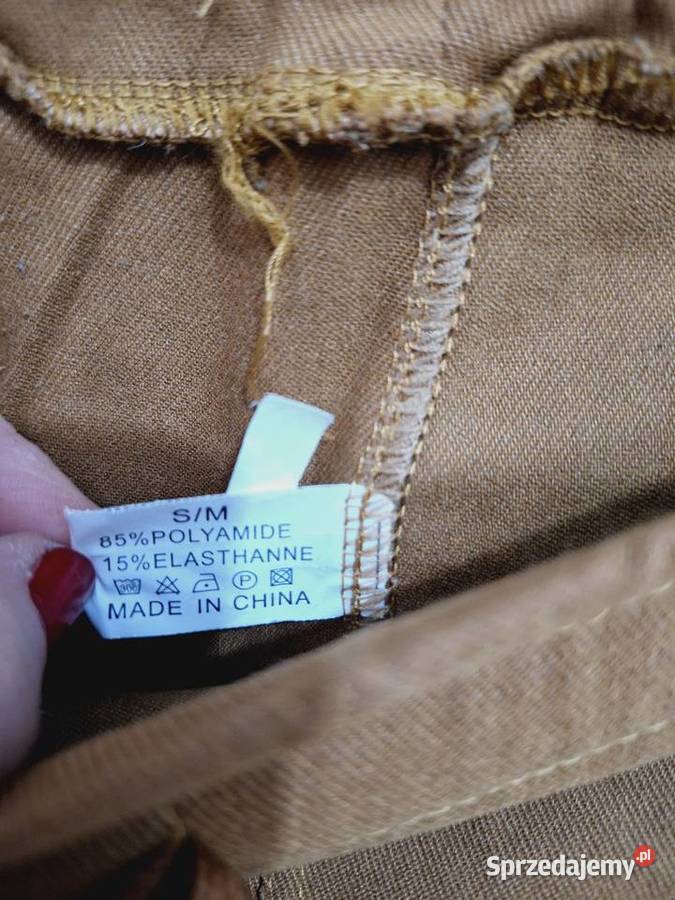 S/M
85%POLYAMIDE
15%ELASTHANNE
MADE IN CHINA
Sprzedajemy.pl